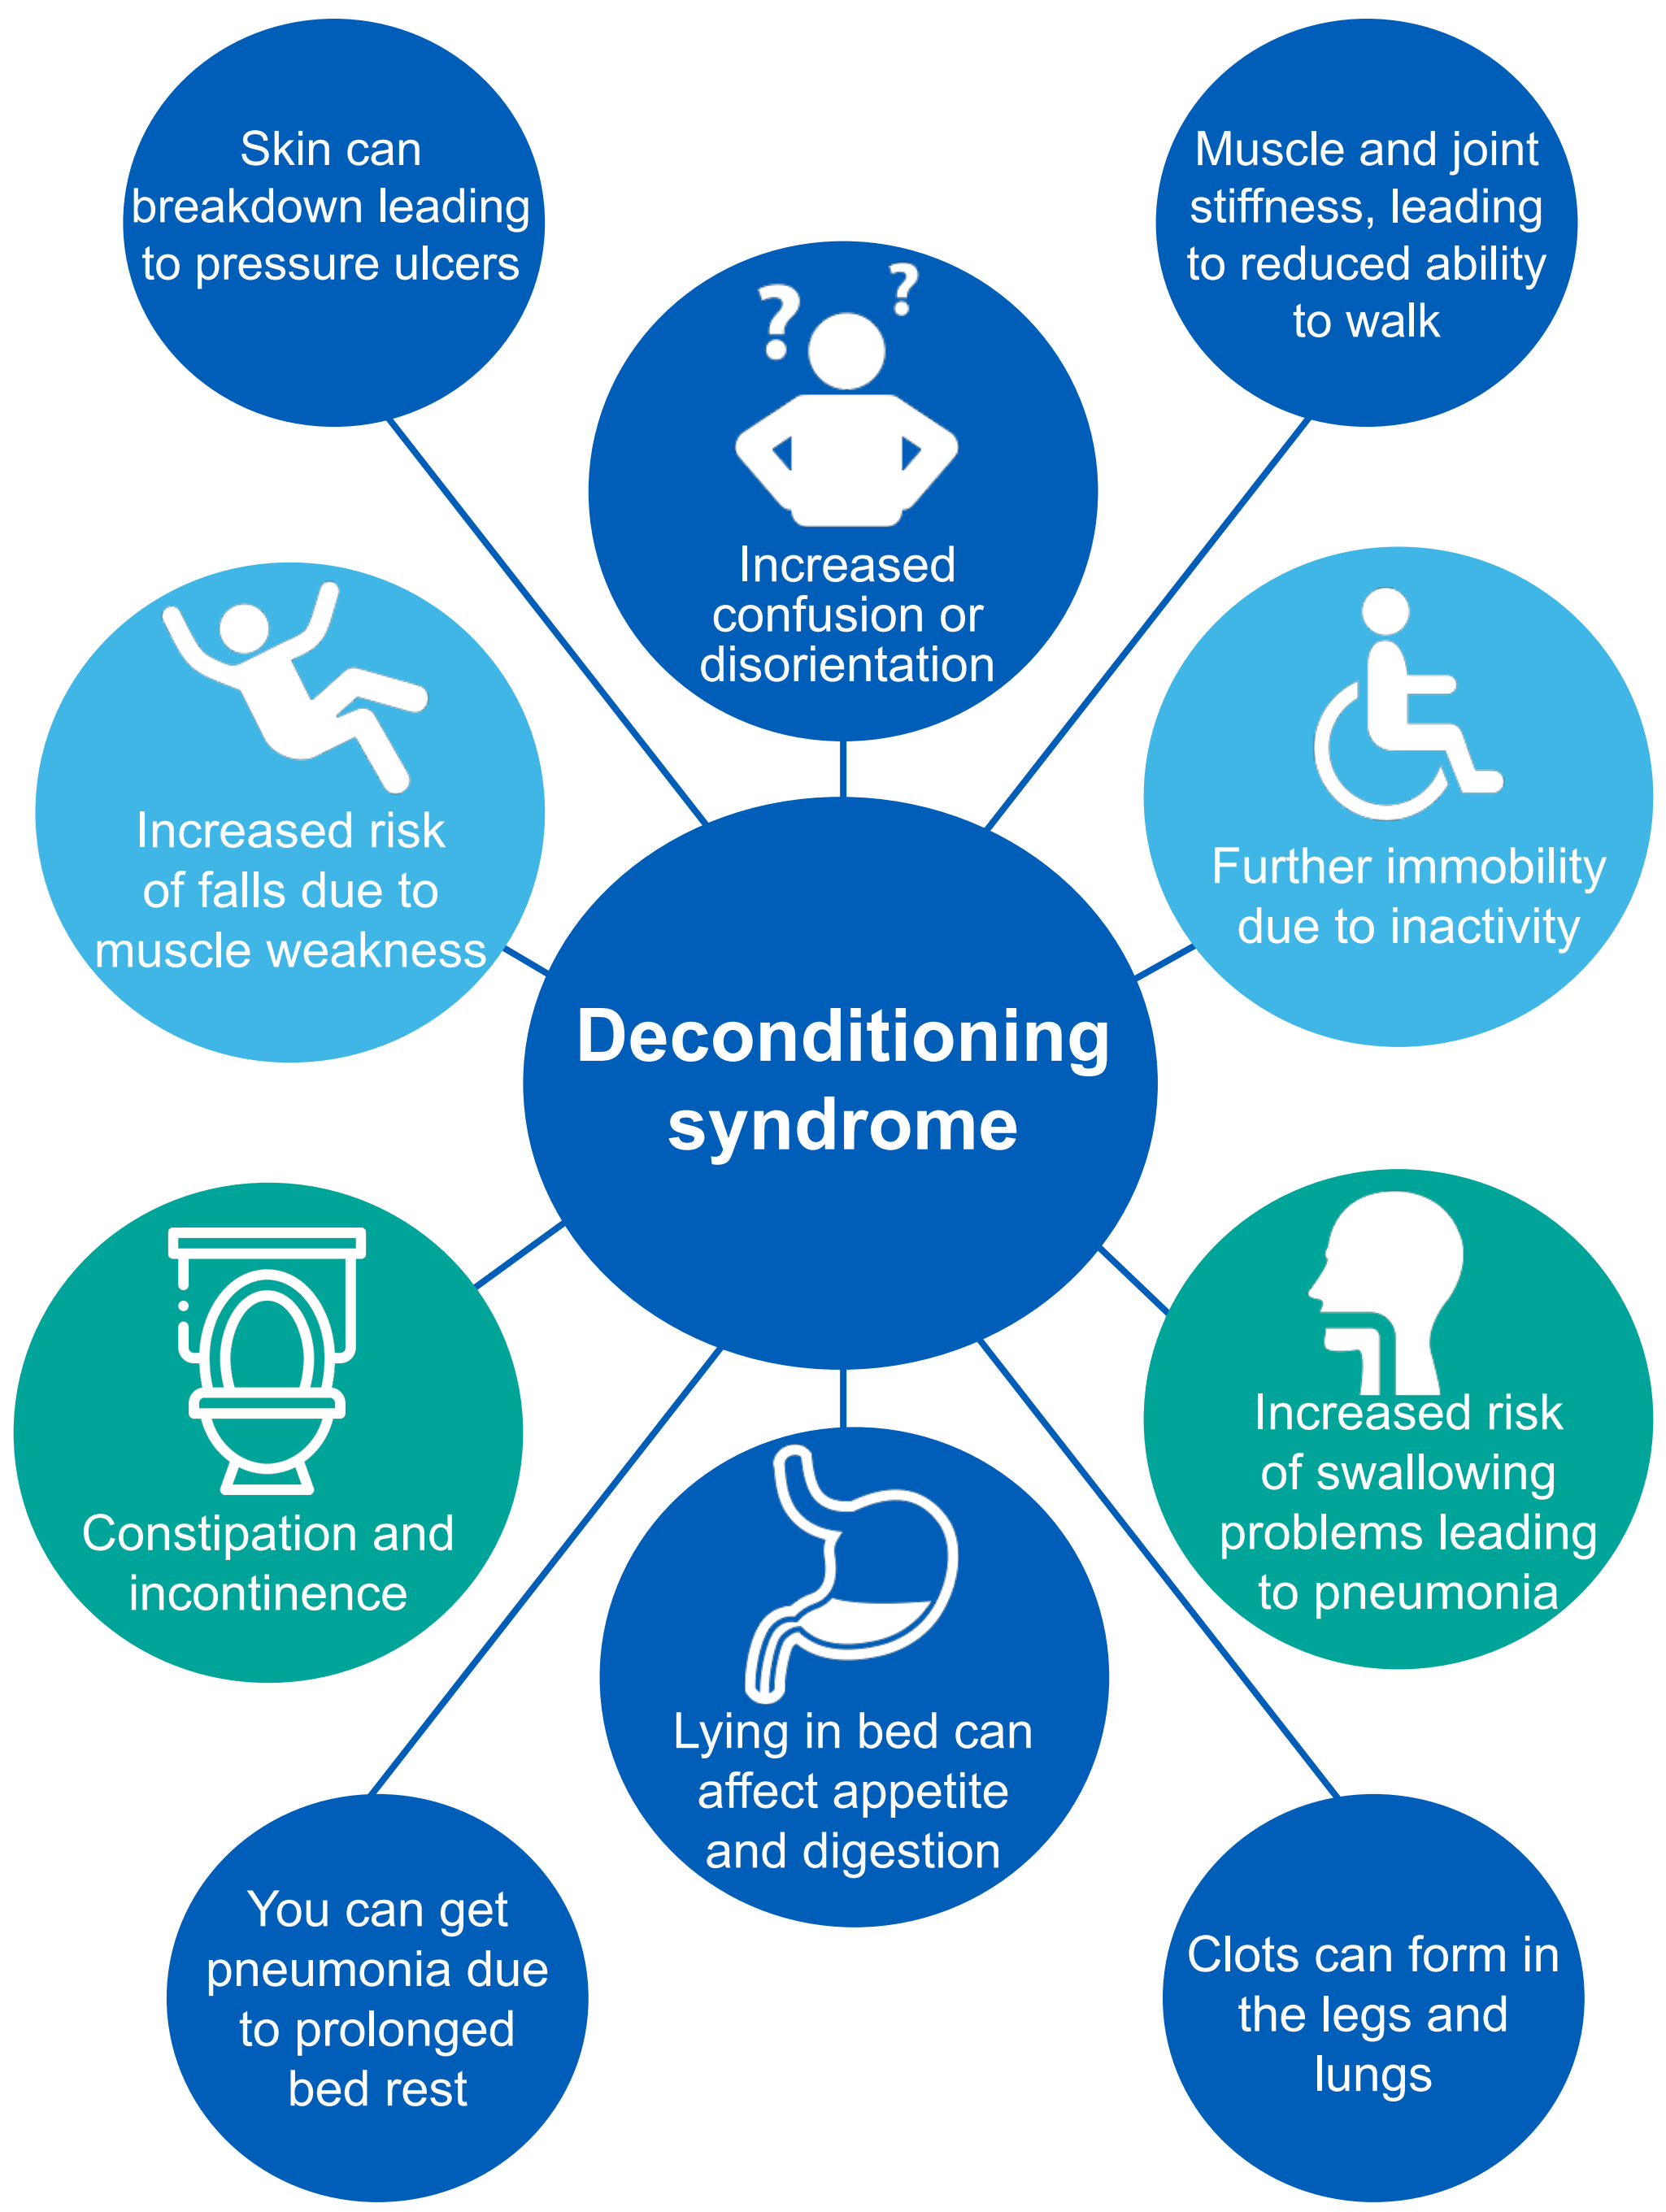 Skin can
breakdown leading
to pressure ulcers
Muscle and joint
stiffness, leading
to reduced ability
to walk
? ?
Increased
confusion or
disorientation
Increased risk
of falls due to
muscle weakness
Further immobility
due to inactivity
Deconditioning
syndrome
Constipation and
incontinence
Increased risk
of swallowing
problems leading
to pneumonia
Lying in bed can
affect appetite
and digestion
You can get
pneumonia due
to prolonged
bed rest
Clots can form in
the legs and
lungs